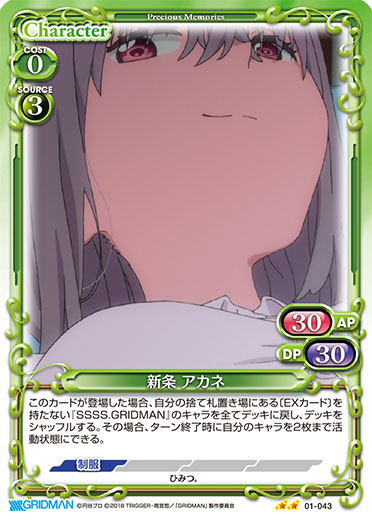 Precious Memories
Character
COST
0
SOURCE
3
30 AP
DP 30
新条 アカネ
このカードが登場した場合、自分の捨て札置き場にある【EXカード】を
持たない『SSSS.GRIDMAN』のキャラを全てデッキに戻し、デッキを
シャッフルする。その場合、ターン終了時に自分のキャラを2枚まで活
動状態にできる。
制服
ひみつ。
GRIDMAN ©円谷プロ ©2018 TRIGGER・雨宮哲／「GRIDMAN」製作委員会
01-043